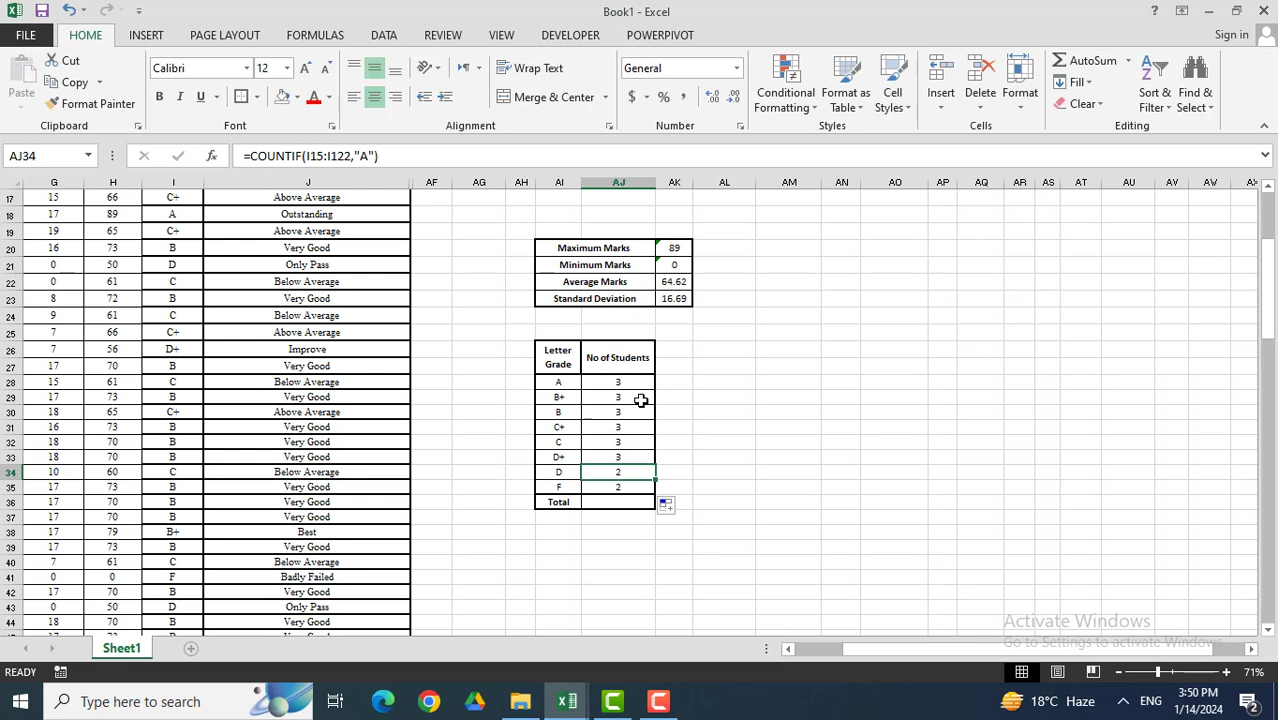 Book1 - Excel
FILE HOME INSERT PAGE LAYOUT FORMULAS DATA REVIEW VIEW DEVELOPER POWERPIVOT Sign in
Paste Cut Copy Format Painter Clipboard
Calibri 12 B I U A Font
Wrap Text Merge & Center Alignment
General $ % , Number
Conditional Formatting Format as Table Cell Styles Styles
Insert Delete Format Cells
AutoSum Fill Clear Sort & Filter Find & Select Editing
AJ34 fx =COUNTIF(I15:I122,"A")
G H I J AF AG AH AI AJ AK AL AM AN AO AP AQ AR AS AT AU AV AW AX
17 15 66 C+ Above Average
18 17 89 A Outstanding
19 19 65 C+ Above Average
20 16 73 B Very Good Maximum Marks 89
21 0 50 D Only Pass Minimum Marks 0
22 0 61 C Below Average Average Marks 64.62
23 8 72 B Very Good Standard Deviation 16.69
24 9 61 C Below Average
25 7 66 C+ Above Average
26 7 56 D+ Improve Letter Grade No of Students
27 17 70 B Very Good
28 15 61 C Below Average A 3
29 17 73 B Very Good B+ 3
30 18 65 C+ Above Average B 3
31 16 73 B Very Good C+ 3
32 18 70 B Very Good C 3
33 18 70 B Very Good D+ 3
34 10 60 C Below Average D 2
35 17 73 B Very Good F 2
36 17 70 B Very Good Total
37 17 70 B Very Good
38 17 79 B+ Best
39 17 73 B Very Good
40 7 61 C Below Average
41 0 0 F Badly Failed
42 17 70 B Very Good
43 0 50 D Only Pass
44 18 70 B Very Good
Activate Windows
Go to Settings to activate Windows.
Sheet1
READY 71%
Type here to search 18°C Haze ENG 3:50 PM
1/14/2024 2